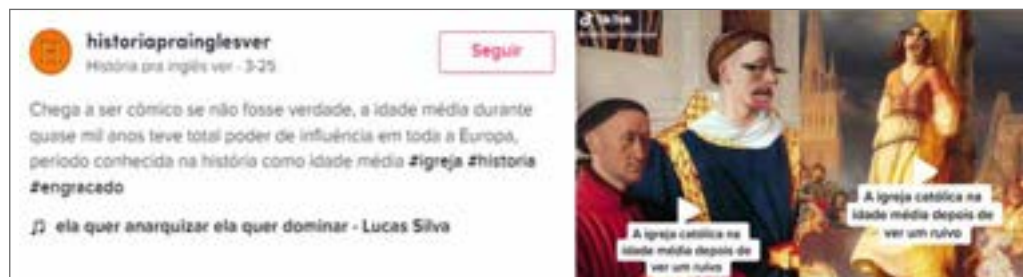 historiaprainglesver
História pra inglês ver · 3-25
Seguir
Chega a ser cômico se não fosse verdade, a idade média durante
quase mil anos teve total poder de influência em toda a Europa,
período conhecida na história como idade média #igreja #historia
#engracado
♫ ela quer anarquizar ela quer dominar - Lucas Silva
A igreja católica na
idade média depois de
ver um ruivo
A igreja católica na
idade média depois de
ver um ruivo